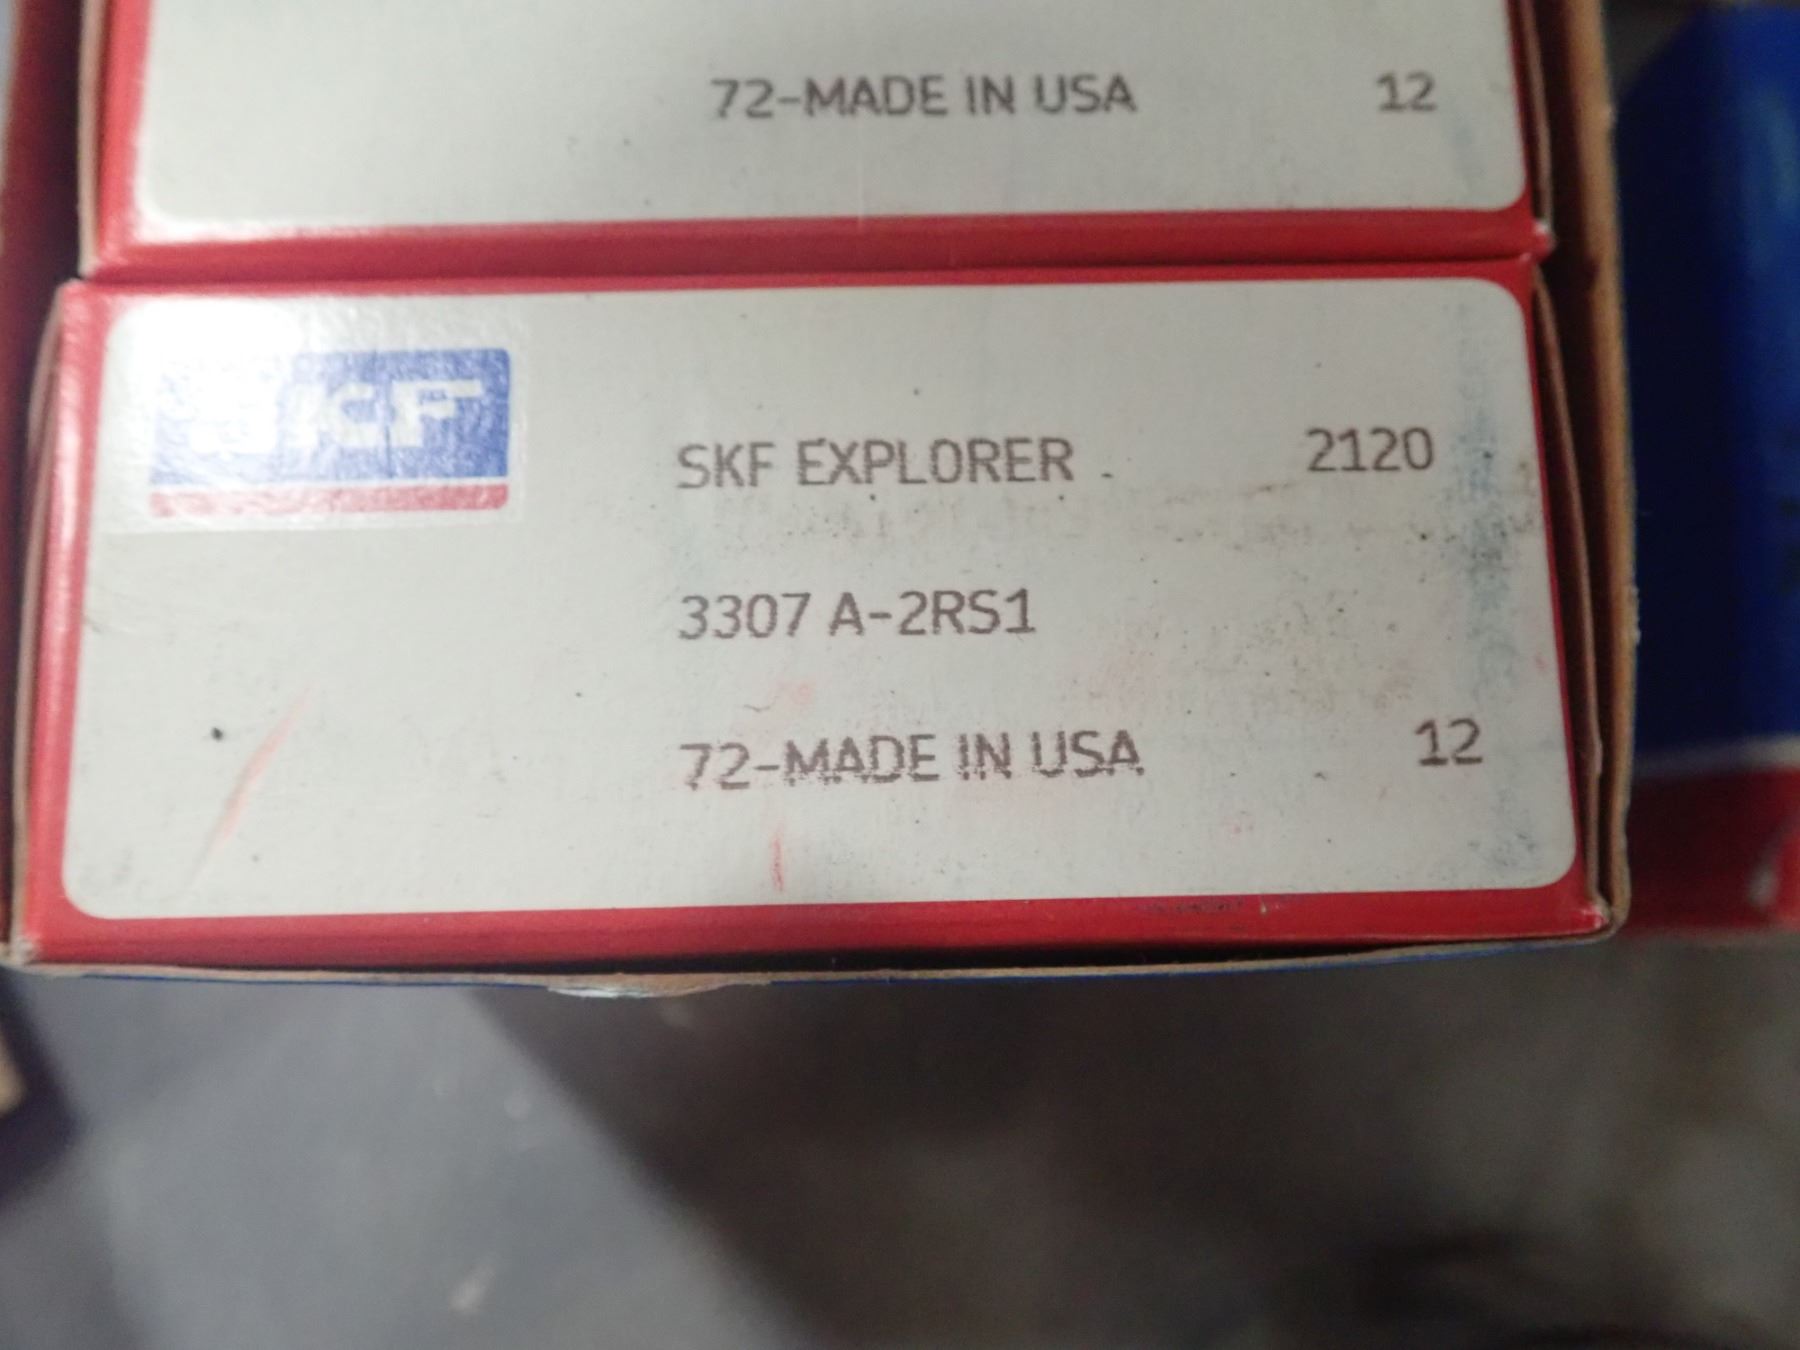 72-MADE IN USA 12
SKF
SKF EXPLORER 2120
3307 A-2RS1
72-MADE IN USA 12